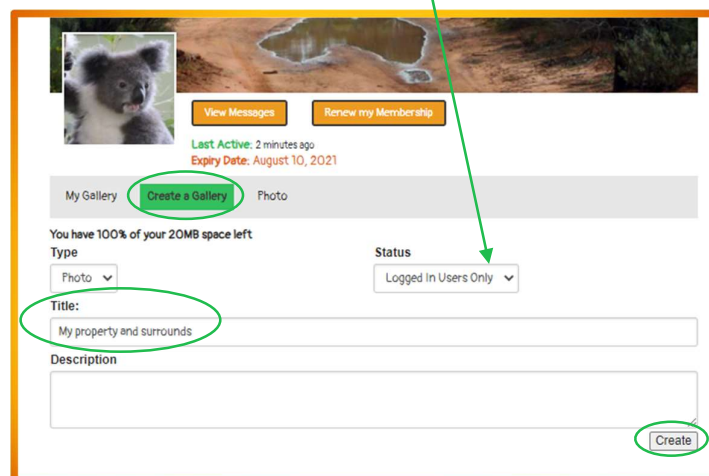 View Messages Renew my Membership
Last Active: 2 minutes ago
Expiry Date: August 10, 2021
My Gallery Create a Gallery Photo
You have 100% of your 20MB space left
Type Status
Photo Logged In Users Only
Title:
My property and surrounds
Description
Create